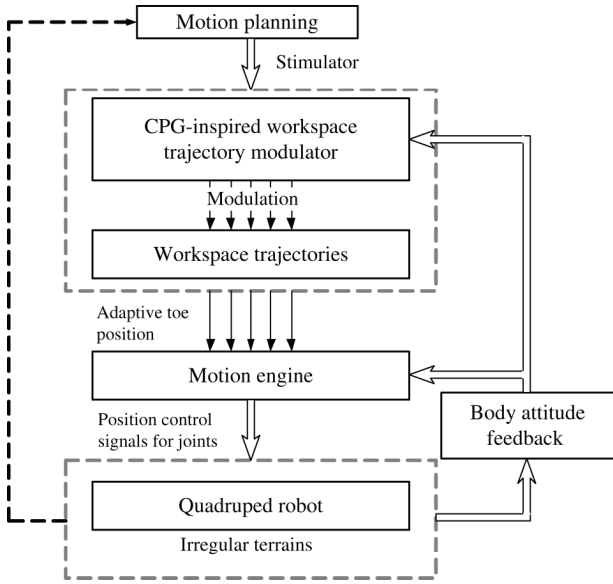 Motion planning
Stimulator
CPG-inspired workspace
trajectory modulator
Modulation
Workspace trajectories
Adaptive toe
position
Motion engine
Position control
signals for joints
Body attitude
feedback
Quadruped robot
Irregular terrains